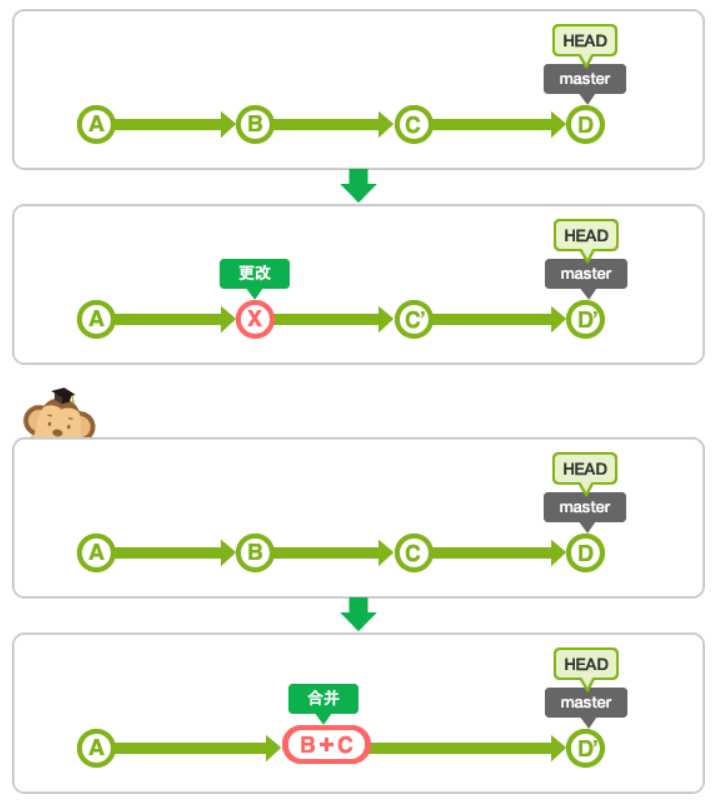 HEAD
master
A B C D
HEAD
更改 master
A X C’ D’
HEAD
master
A B C D
HEAD
合并 master
A B+C D’